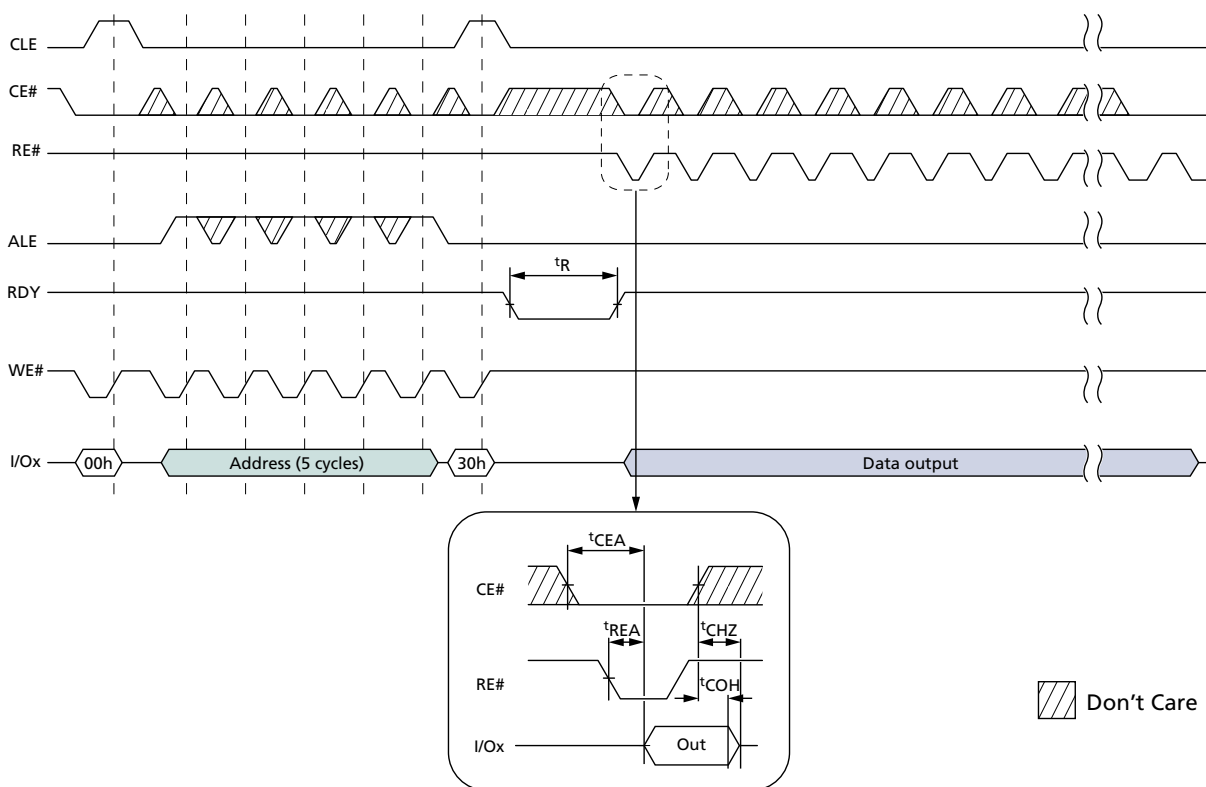 CLE
CE#
RE#
ALE
tR
RDY
WE#
I/Ox
00h
Address (5 cycles)
30h
Data output
tCEA
CE#
tREA
tCHZ
RE#
tCOH
I/Ox
Out
Don't Care